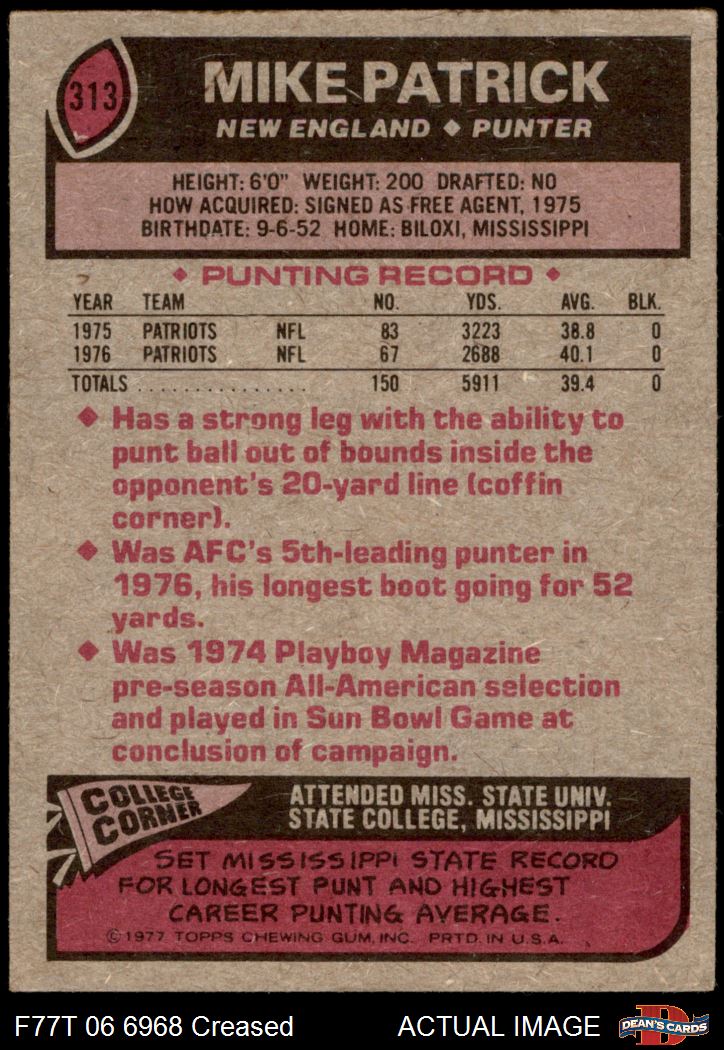 313
MIKE PATRICK
NEW ENGLAND ◆ PUNTER
HEIGHT: 6'0" WEIGHT: 200 DRAFTED: NO
HOW ACQUIRED: SIGNED AS FREE AGENT, 1975
BIRTHDATE: 9-6-52 HOME: BILOXI, MISSISSIPPI
◆ PUNTING RECORD ◆
YEAR TEAM NO. YDS. AVG. BLK.
1975 PATRIOTS NFL 83 3223 38.8 0
1976 PATRIOTS NFL 67 2688 40.1 0
TOTALS ................ 150 5911 39.4 0
◆ Has a strong leg with the ability to
punt ball out of bounds inside the
opponent's 20-yard line (coffin
corner).
◆ Was AFC's 5th-leading punter in
1976, his longest boot going for 52
yards.
◆ Was 1974 Playboy Magazine
pre-season All-American selection
and played in Sun Bowl Game at
conclusion of campaign.
COLLEGE
CORNER
ATTENDED MISS. STATE UNIV.
STATE COLLEGE, MISSISSIPPI
SET MISSISSIPPI STATE RECORD
FOR LONGEST PUNT AND HIGHEST
CAREER PUNTING AVERAGE.
©1977 TOPPS CHEWING GUM, INC. PRTD. IN U.S.A.
F77T 06 6968 Creased ACTUAL IMAGE
D
DEAN'S CARDS